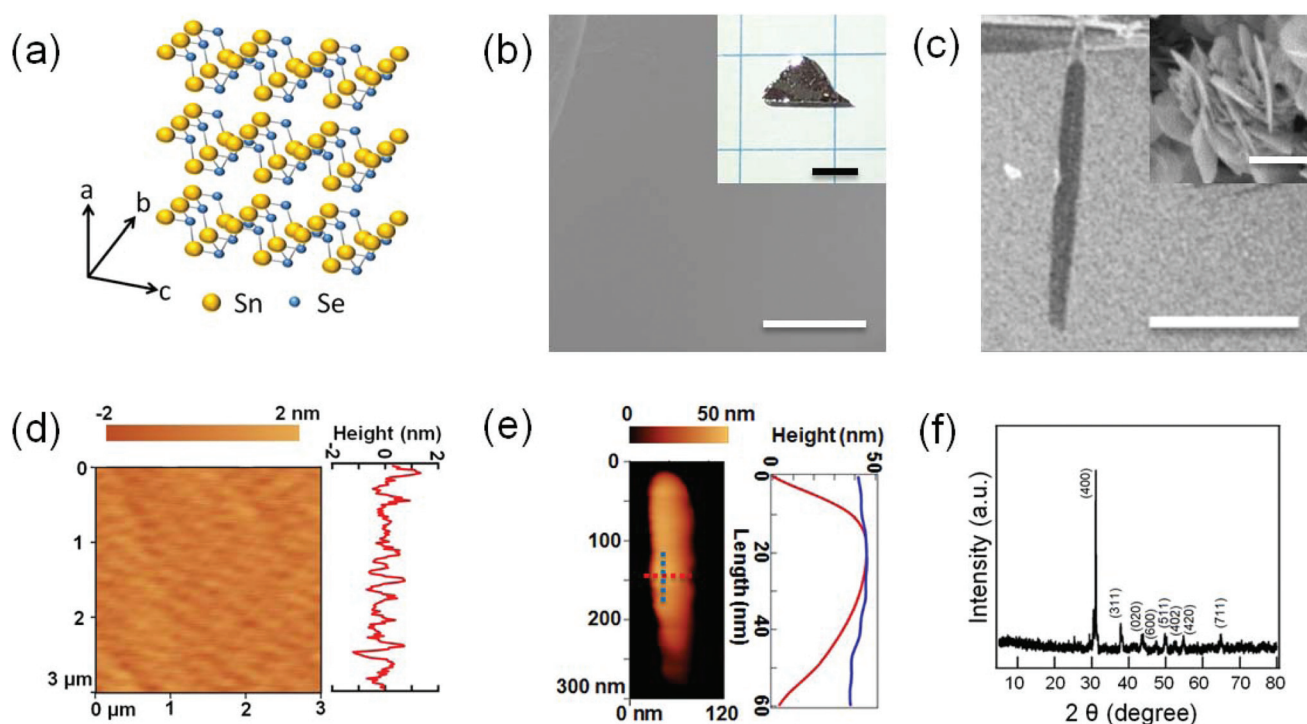 (a)
a
b
c
Sn
Se
(b)
(c)
(d)
-2
2 nm
Height (nm)
-2
0
2
0
1
2
3 µm
0 µm
1
2
3
(e)
0
50 nm
Height (nm)
0
50
0
100
200
300 nm
0 nm
120
0
20
40
60
Length (nm)
(f)
Intensity (a.u.)
(400)
(311)
(020)
(600)
(511)
(402)
(420)
(711)
10
20
30
40
50
60
70
80
2 θ (degree)